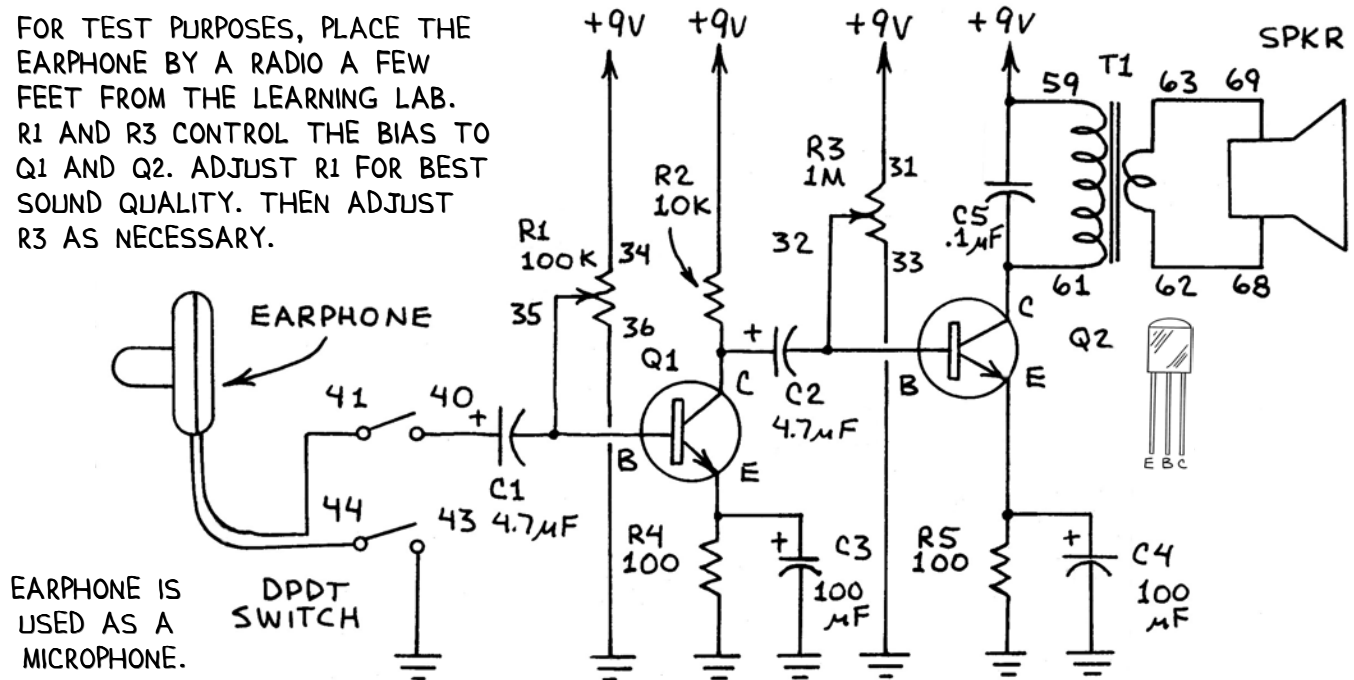 FOR TEST PURPOSES, PLACE THE
EARPHONE BY A RADIO A FEW
FEET FROM THE LEARNING LAB.
R1 AND R3 CONTROL THE BIAS TO
Q1 AND Q2. ADJUST R1 FOR BEST
SOUND QUALITY. THEN ADJUST
R3 AS NECESSARY.
+9V
+9V
+9V
+9V
SPKR
T1
59
63
69
R3
1M
31
R2
10K
C5
.1μF
R1
100K
34
32
33
61
62
68
35
36
EARPHONE
Q1
C
+
C2
4.7μF
B
C
Q2
E
E B C
41
40
+
C1
4.7μF
B
E
44
43
R4
100
+
C3
100
μF
R5
100
+
C4
100
μF
DPDT
SWITCH
EARPHONE IS
USED AS A
MICROPHONE.